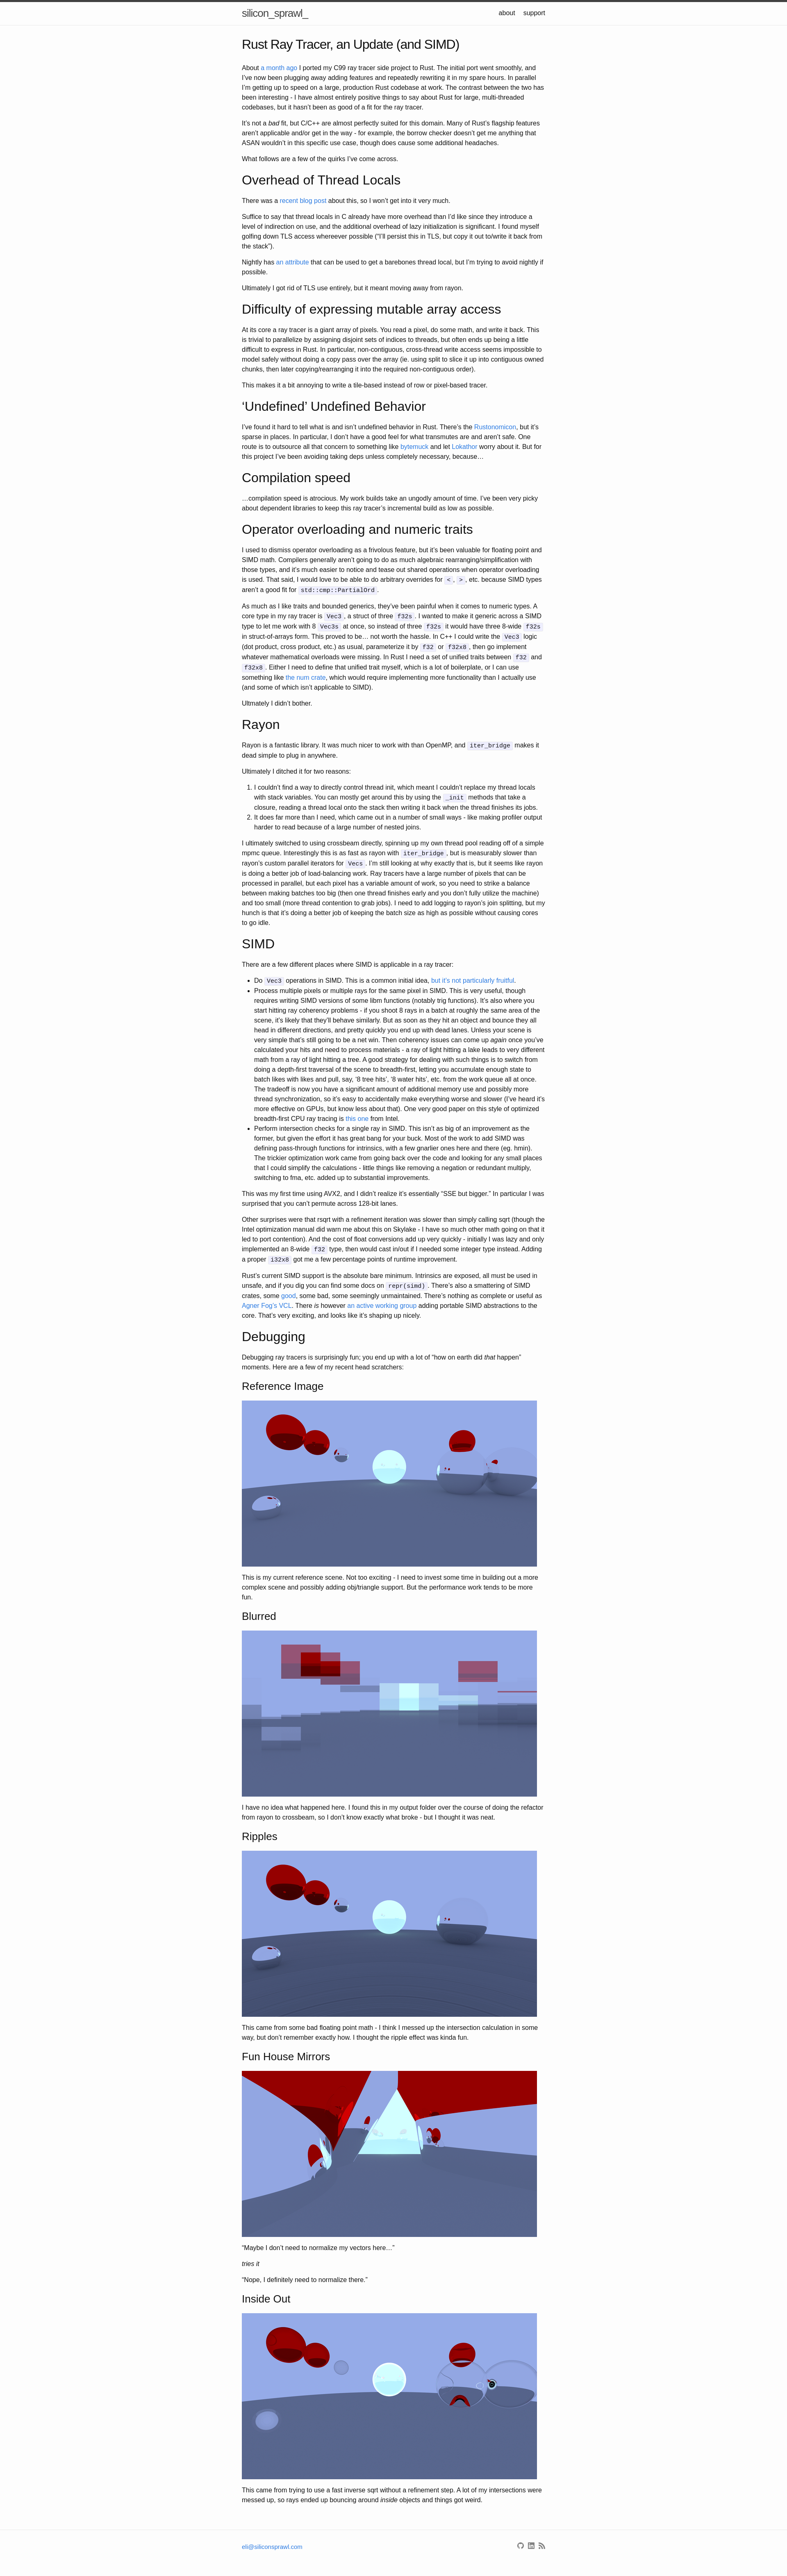 silicon_sprawl_
about support
Rust Ray Tracer, an Update (and SIMD)
About a month ago I ported my C99 ray tracer side project to Rust. The initial port went smoothly, and
I've now been plugging away adding features and repeatedly rewriting it in my spare hours. In parallel
I'm getting up to speed on a large, production Rust codebase at work. The contrast between the two has
been interesting - I have almost entirely positive things to say about Rust for large, multi-threaded
codebases, but it hasn't been as good of a fit for the ray tracer.
It's not a bad fit, but C/C++ are almost perfectly suited for this domain. Many of Rust's flagship features
aren't applicable and/or get in the way - for example, the borrow checker doesn't get me anything that
ASAN wouldn't in this specific use case, though does cause some additional headaches.
What follows are a few of the quirks I've come across.
Overhead of Thread Locals
There was a recent blog post about this, so I won't get into it very much.
Suffice to say that thread locals in C already have more overhead than I'd like since they introduce a
level of indirection on use, and the additional overhead of lazy initialization is significant. I found myself
golfing down TLS access whereever possible ("I'll persist this in TLS, but copy it out to/write it back from
the stack").
Nightly has an attribute that can be used to get a barebones thread local, but I'm trying to avoid nightly if
possible.
Ultimately I got rid of TLS use entirely, but it meant moving away from rayon.
Difficulty of expressing mutable array access
At its core a ray tracer is a giant array of pixels. You read a pixel, do some math, and write it back. This
is trivial to parallelize by assigning disjoint sets of indices to threads, but often ends up being a little
difficult to express in Rust. In particular, non-contiguous, cross-thread write access seems impossible to
model safely without doing a copy pass over the array (ie. using split to slice it up into contiguous owned
chunks, then later copying/rearranging it into the required non-contiguous order).
This makes it a bit annoying to write a tile-based instead of row or pixel-based tracer.
'Undefined' Undefined Behavior
I've found it hard to tell what is and isn't undefined behavior in Rust. There's the Rustonomicon, but it's
sparse in places. In particular, I don't have a good feel for what transmutes are and aren't safe. One
route is to outsource all that concern to something like bytemuck and let Lokathor worry about it. But for
this project I've been avoiding taking deps unless completely necessary, because…
Compilation speed
…compilation speed is atrocious. My work builds take an ungodly amount of time. I've been very picky
about dependent libraries to keep this ray tracer's incremental build as low as possible.
Operator overloading and numeric traits
I used to dismiss operator overloading as a frivolous feature, but it's been valuable for floating point and
SIMD math. Compilers generally aren't going to do as much algebraic rearranging/simplification with
those types, and it's much easier to notice and tease out shared operations when operator overloading
is used. That said, I would love to be able to do arbitrary overrides for <, >, etc. because SIMD types
aren't a good fit for std::cmp::PartialOrd.
As much as I like traits and bounded generics, they've been painful when it comes to numeric types. A
core type in my ray tracer is Vec3, a struct of three f32s. I wanted to make it generic across a SIMD
type to let me work with 8 Vec3s at once, so instead of three f32s it would have three 8-wide f32s
in struct-of-arrays form. This proved to be… not worth the hassle. In C++ I could write the Vec3 logic
(dot product, cross product, etc.) as usual, parameterize it by f32 or f32x8, then go implement
whatever mathematical overloads were missing. In Rust I need a set of unified traits between f32 and
f32x8. Either I need to define that unified trait myself, which is a lot of boilerplate, or I can use
something like the num crate, which would require implementing more functionality than I actually use
(and some of which isn't applicable to SIMD).
Ultmately I didn't bother.
Rayon
Rayon is a fantastic library. It was much nicer to work with than OpenMP, and iter_bridge makes it
dead simple to plug in anywhere.
Ultimately I ditched it for two reasons:
1. I couldn't find a way to directly control thread init, which meant I couldn't replace my thread locals
with stack variables. You can mostly get around this by using the _init methods that take a
closure, reading a thread local onto the stack then writing it back when the thread finishes its jobs.
2. It does far more than I need, which came out in a number of small ways - like making profiler output
harder to read because of a large number of nested joins.
I ultimately switched to using crossbeam directly, spinning up my own thread pool reading off of a simple
mpmc queue. Interestingly this is as fast as rayon with iter_bridge, but is measurably slower than
rayon's custom parallel iterators for Vecs. I'm still looking at why exactly that is, but it seems like rayon
is doing a better job of load-balancing work. Ray tracers have a large number of pixels that can be
processed in parallel, but each pixel has a variable amount of work, so you need to strike a balance
between making batches too big (then one thread finishes early and you don't fully utilize the machine)
and too small (more thread contention to grab jobs). I need to add logging to rayon's join splitting, but my
hunch is that it's doing a better job of keeping the batch size as high as possible without causing cores
to go idle.
SIMD
There are a few different places where SIMD is applicable in a ray tracer:
• Do Vec3 operations in SIMD. This is a common initial idea, but it's not particularly fruitful.
• Process multiple pixels or multiple rays for the same pixel in SIMD. This is very useful, though
requires writing SIMD versions of some libm functions (notably trig functions). It's also where you
start hitting ray coherency problems - if you shoot 8 rays in a batch at roughly the same area of the
scene, it's likely that they'll behave similarly. But as soon as they hit an object and bounce they all
head in different directions, and pretty quickly you end up with dead lanes. Unless your scene is
very simple that's still going to be a net win. Then coherency issues can come up again once you've
calculated your hits and need to process materials - a ray of light hitting a lake leads to very different
math from a ray of light hitting a tree. A good strategy for dealing with such things is to switch from
doing a depth-first traversal of the scene to breadth-first, letting you accumulate enough state to
batch likes with likes and pull, say, '8 tree hits', '8 water hits', etc. from the work queue all at once.
The tradeoff is now you have a significant amount of additional memory use and possibly more
thread synchronization, so it's easy to accidentally make everything worse and slower (I've heard it's
more effective on GPUs, but know less about that). One very good paper on this style of optimized
breadth-first CPU ray tracing is this one from Intel.
• Perform intersection checks for a single ray in SIMD. This isn't as big of an improvement as the
former, but given the effort it has great bang for your buck. Most of the work to add SIMD was
defining pass-through functions for intrinsics, with a few gnarlier ones here and there (eg. hmin).
The trickier optimization work came from going back over the code and looking for any small places
that I could simplify the calculations - little things like removing a negation or redundant multiply,
switching to fma, etc. added up to substantial improvements.
This was my first time using AVX2, and I didn't realize it's essentially "SSE but bigger." In particular I was
surprised that you can't permute across 128-bit lanes.
Other surprises were that rsqrt with a refinement iteration was slower than simply calling sqrt (though the
Intel optimization manual did warn me about this on Skylake - I have so much other math going on that it
led to port contention). And the cost of float conversions add up very quickly - initially I was lazy and only
implemented an 8-wide f32 type, then would cast in/out if I needed some integer type instead. Adding
a proper i32x8 got me a few percentage points of runtime improvement.
Rust's current SIMD support is the absolute bare minimum. Intrinsics are exposed, all must be used in
unsafe, and if you dig you can find some docs on repr(simd). There's also a smattering of SIMD
crates, some good, some bad, some seemingly unmaintained. There's nothing as complete or useful as
Agner Fog's VCL. There is however an active working group adding portable SIMD abstractions to the
core. That's very exciting, and looks like it's shaping up nicely.
Debugging
Debugging ray tracers is surprisingly fun; you end up with a lot of "how on earth did that happen"
moments. Here are a few of my recent head scratchers:
Reference Image
This is my current reference scene. Not too exciting - I need to invest some time in building out a more
complex scene and possibly adding obj/triangle support. But the performance work tends to be more
fun.
Blurred
I have no idea what happened here. I found this in my output folder over the course of doing the refactor
from rayon to crossbeam, so I don't know exactly what broke - but I thought it was neat.
Ripples
This came from some bad floating point math - I think I messed up the intersection calculation in some
way, but don't remember exactly how. I thought the ripple effect was kinda fun.
Fun House Mirrors
"Maybe I don't need to normalize my vectors here…"
tries it
"Nope, I definitely need to normalize there."
Inside Out
This came from trying to use a fast inverse sqrt without a refinement step. A lot of my intersections were
messed up, so rays ended up bouncing around inside objects and things got weird.
eli@siliconsprawl.com